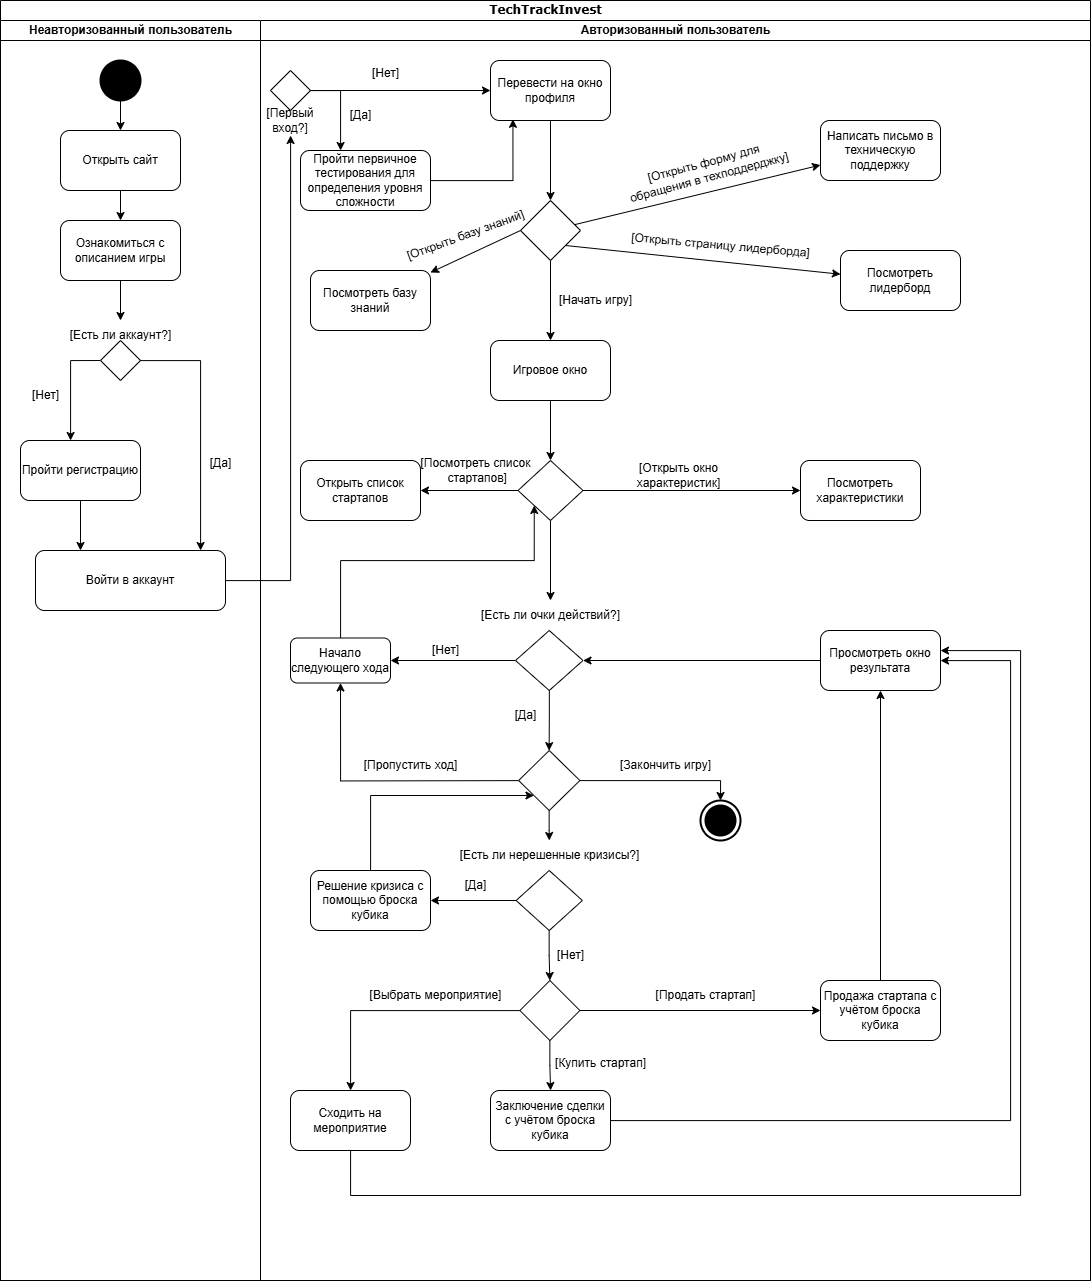 TechTrackInvest
Неавторизованный пользователь
Авторизованный пользователь
Открыть сайт
Ознакомиться с
описанием игры
[Есть ли аккаунт?]
[Нет]
[Да]
Пройти регистрацию
Войти в аккаунт
[Первый
вход?]
[Нет]
[Да]
Перевести на окно
профиля
Пройти первичное
тестирования для
определения уровня
сложности
[Открыть форму для
обращения в техподдерджку]
Написать письмо в
техническую
поддержку
[Открыть базу знаний]
[Открыть страницу лидерборда]
Посмотреть базу
знаний
Посмотреть
лидерборд
[Начать игру]
Игровое окно
[Посмотреть список
стартапов]
[Открыть окно
характеристик]
Открыть список
стартапов
Посмотреть
характеристики
[Есть ли очки действий?]
[Нет]
Начало
следующего хода
Просмотреть окно
результата
[Да]
[Пропустить ход]
[Закончить игру]
[Есть ли нерешенные кризисы?]
[Да]
Решение кризиса с
помощью броска
кубика
[Нет]
[Выбрать мероприятие]
[Продать стартап]
Продажа стартапа с
учётом броска
кубика
[Купить стартап]
Сходить на
мероприятие
Заключение сделки
с учётом броска
кубика